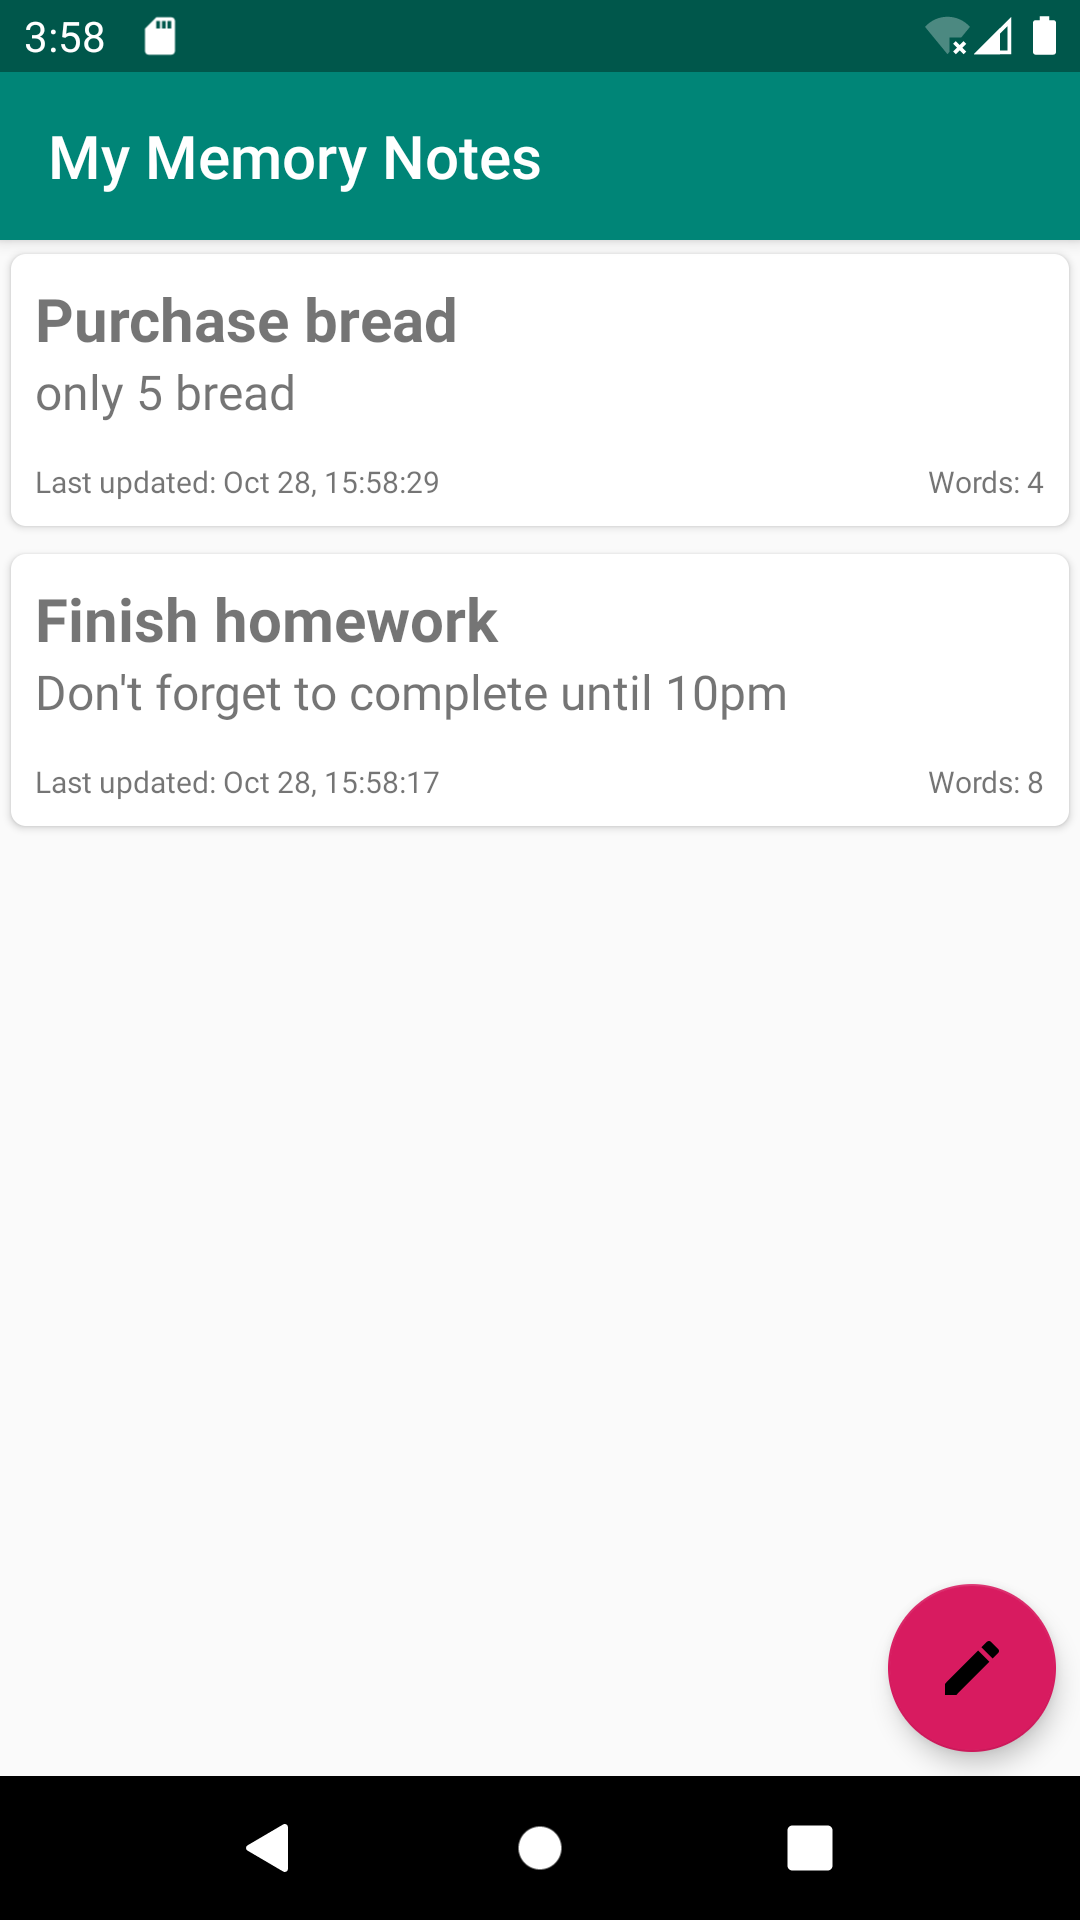 3:58
My Memory Notes
Purchase bread
only 5 bread
Last updated: Oct 28, 15:58:29 Words: 4
Finish homework
Don't forget to complete until 10pm
Last updated: Oct 28, 15:58:17 Words: 8